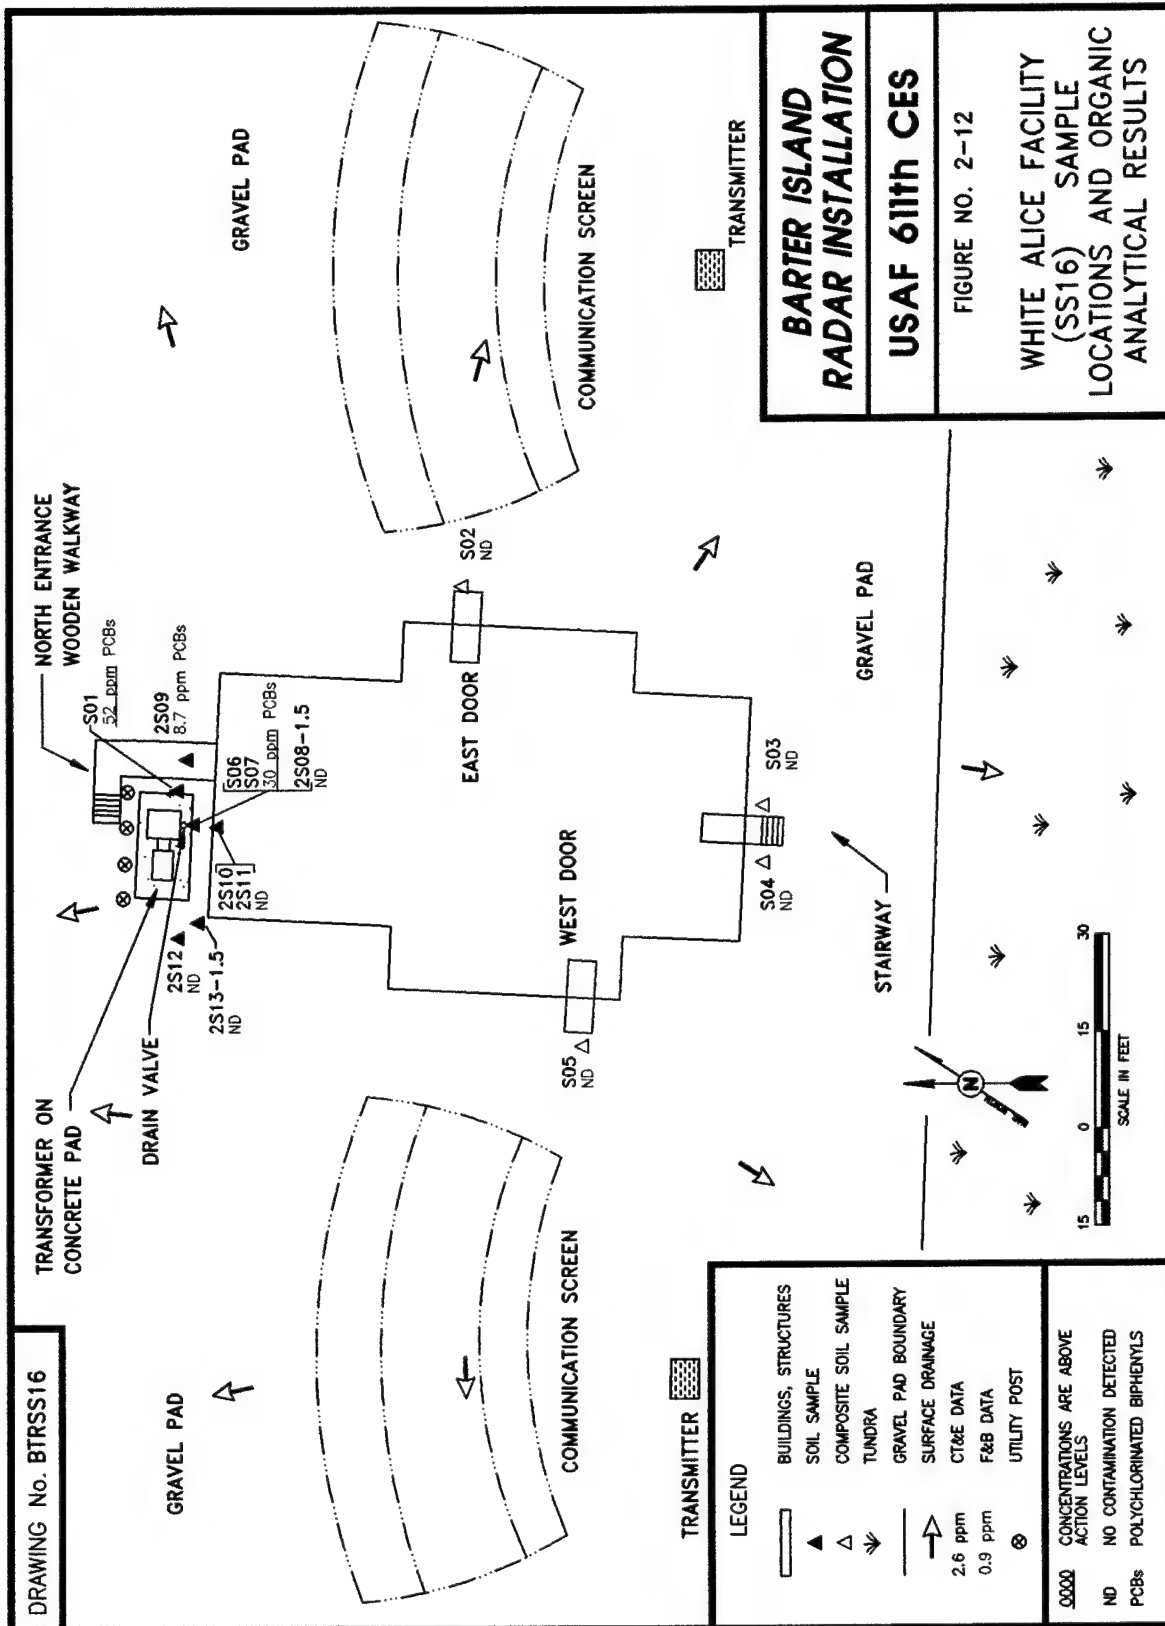 DRAWING No. BTRSS16
TRANSFORMER ON
CONCRETE PAD
DRAIN VALVE
NORTH ENTRANCE
WOODEN WALKWAY
S01
52 ppm PCBs
2S09
8.7 ppm PCBs
S06
S07
30 ppm PCBs
2S08-1.5
ND
2S10
2S11
ND
2S12
ND
2S13-1.5
ND
GRAVEL PAD
GRAVEL PAD
COMMUNICATION SCREEN
COMMUNICATION SCREEN
EAST DOOR
S02
ND
WEST DOOR
S05
ND
S04
ND
S03
ND
STAIRWAY
GRAVEL PAD
TRANSMITTER
TRANSMITTER
N
15 0 15 30
SCALE IN FEET
LEGEND
BUILDINGS, STRUCTURES
SOIL SAMPLE
COMPOSITE SOIL SAMPLE
TUNDRA
GRAVEL PAD BOUNDARY
SURFACE DRAINAGE
2.6 ppm CT&E DATA
0.9 ppm F&B DATA
UTILITY POST
0000 CONCENTRATIONS ARE ABOVE
ACTION LEVELS
ND NO CONTAMINATION DETECTED
PCBs POLYCHLORINATED BIPHENYLS
BARTER ISLAND
RADAR INSTALLATION
USAF 611th CES
FIGURE NO. 2-12
WHITE ALICE FACILITY
(SS16) SAMPLE
LOCATIONS AND ORGANIC
ANALYTICAL RESULTS